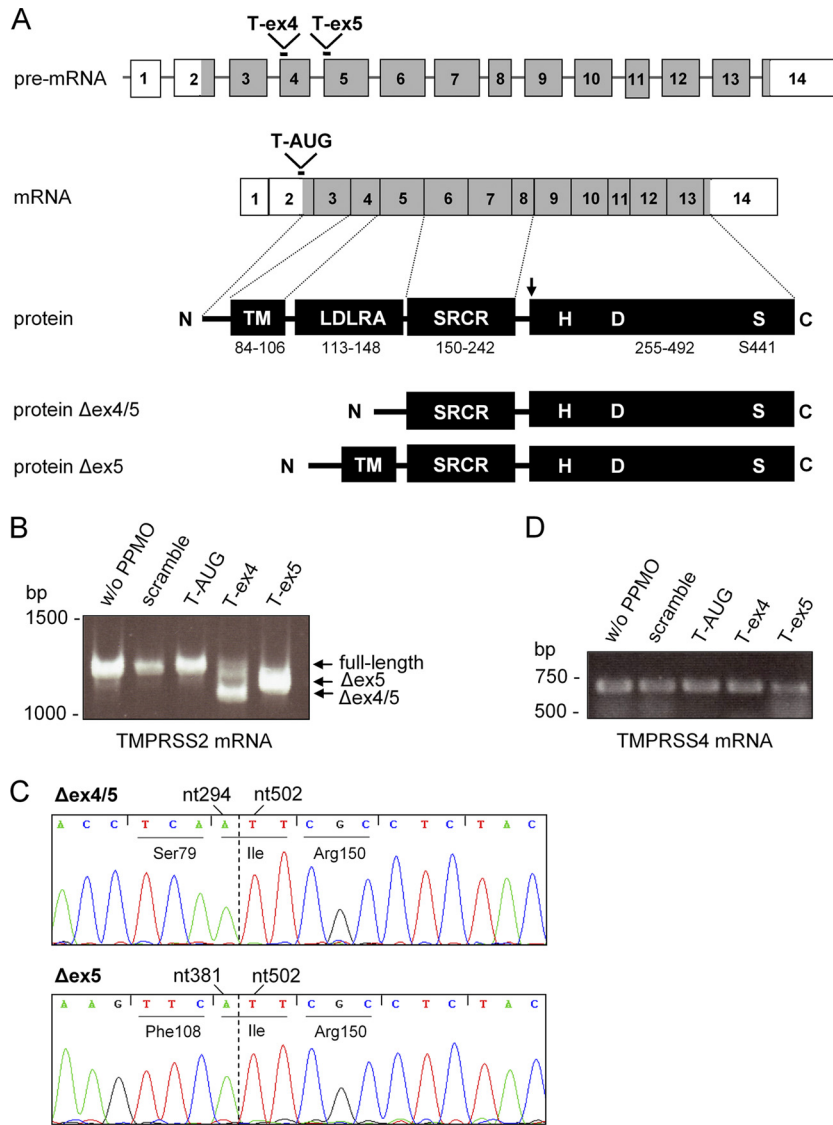 A
T-ex4 T-ex5
pre-mRNA 1 2 3 4 5 6 7 8 9 10 11 12 13 14
T-AUG
mRNA 1 2 3 4 5 6 7 8 9 10 11 12 13 14
protein N TM LDLRA SRCR H D S C
84-106 113-148 150-242 255-492 S441
protein Δex4/5 N SRCR H D S C
protein Δex5 N TM SRCR H D S C
B
bp w/o PPMO scramble T-AUG T-ex4 T-ex5
1500 -
full-length
Δex5
Δex4/5
1000 -
TMPRSS2 mRNA
D
bp w/o PPMO scramble T-AUG T-ex4 T-ex5
750 -
500 -
TMPRSS4 mRNA
C
Δex4/5 nt294 nt502
A C C T C A A T T C G C C T C T A C
Ser79 Ile Arg150
Δex5 nt381 nt502
A A G T T C A T T C G C C T C T A C
Phe108 Ile Arg150